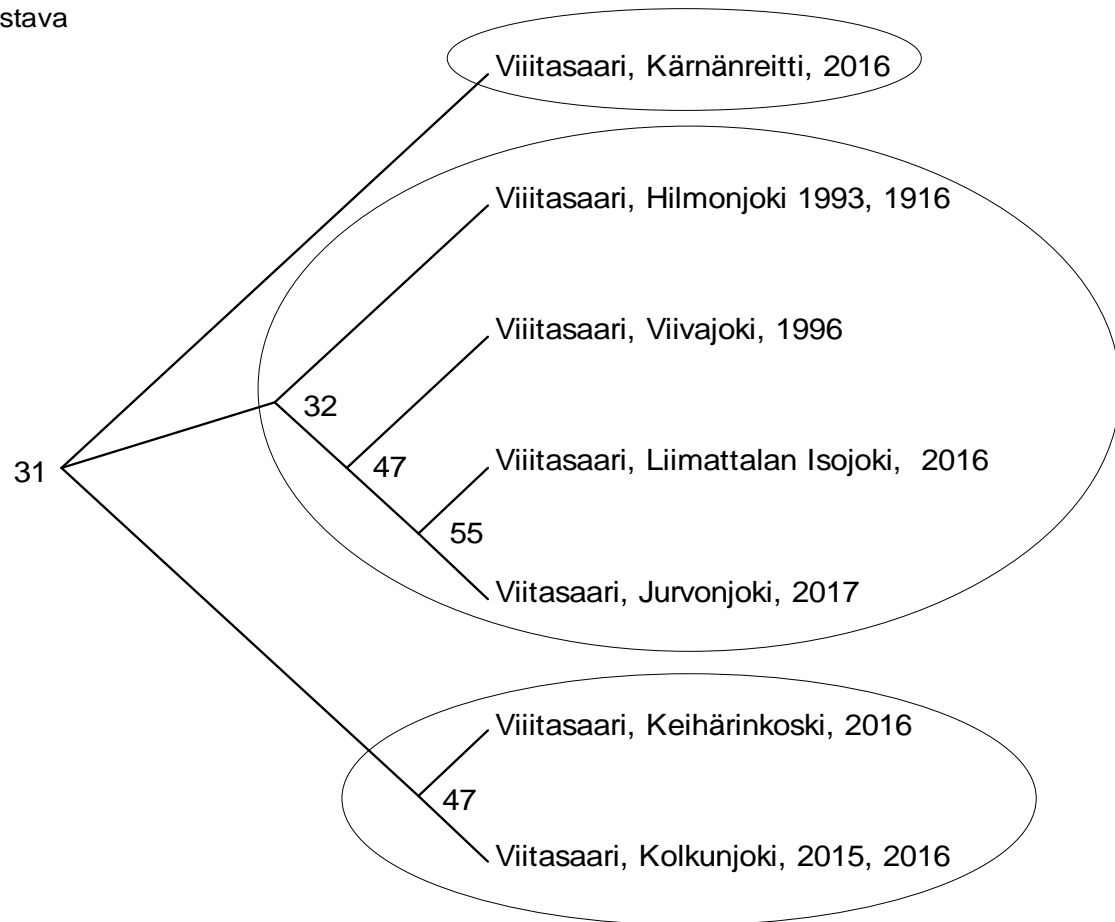 stava
Viiitasaari, Kärnänreitti, 2016
Viiitasaari, Hilmonjoki 1993, 1916
Viiitasaari, Viivajoki, 1996
32
47
Viiitasaari, Liimattalan Isojoki, 2016
31
55
Viitasaari, Jurvonjoki, 2017
Viiitasaari, Keihärinkoski, 2016
47
Viitasaari, Kolkunjoki, 2015, 2016